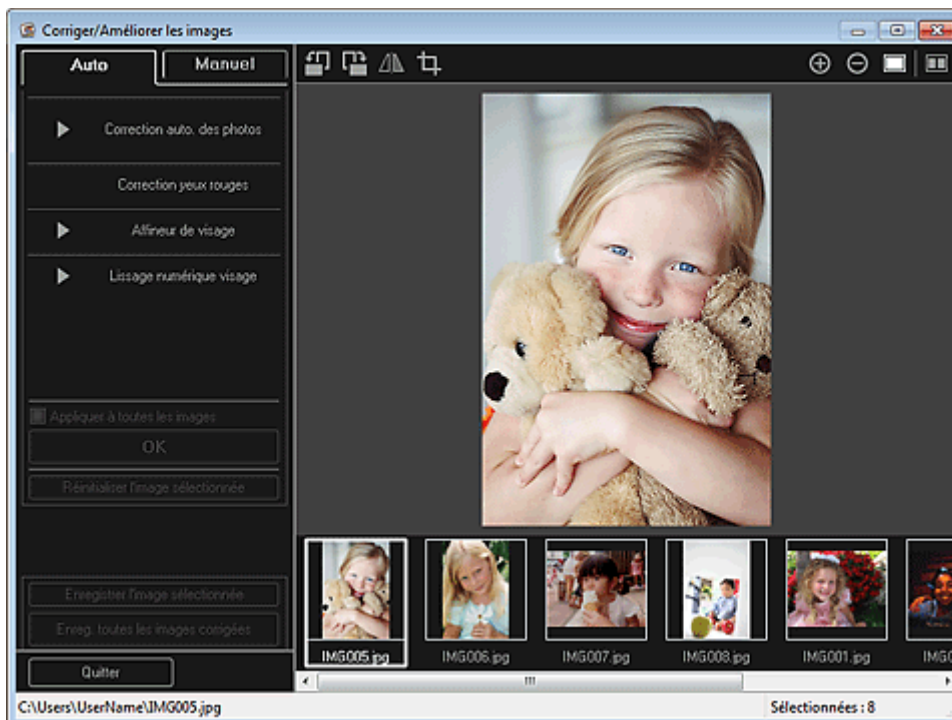 Corriger/Améliorer les images
Auto
Manuel
Correction auto. des photos
Correction yeux rouges
Affineur de visage
Lissage numérique visage
Appliquer à toutes les images
OK
Réinitialiser l'image sélectionnée
Enregistrer l'image sélectionnée
Enreg. toutes les images corrigées
Quitter
IMG005.jpg
IMG006.jpg
IMG007.jpg
IMG008.jpg
IMG001.jpg
C:\Users\UserName\IMG005.jpg
Sélectionnées : 8